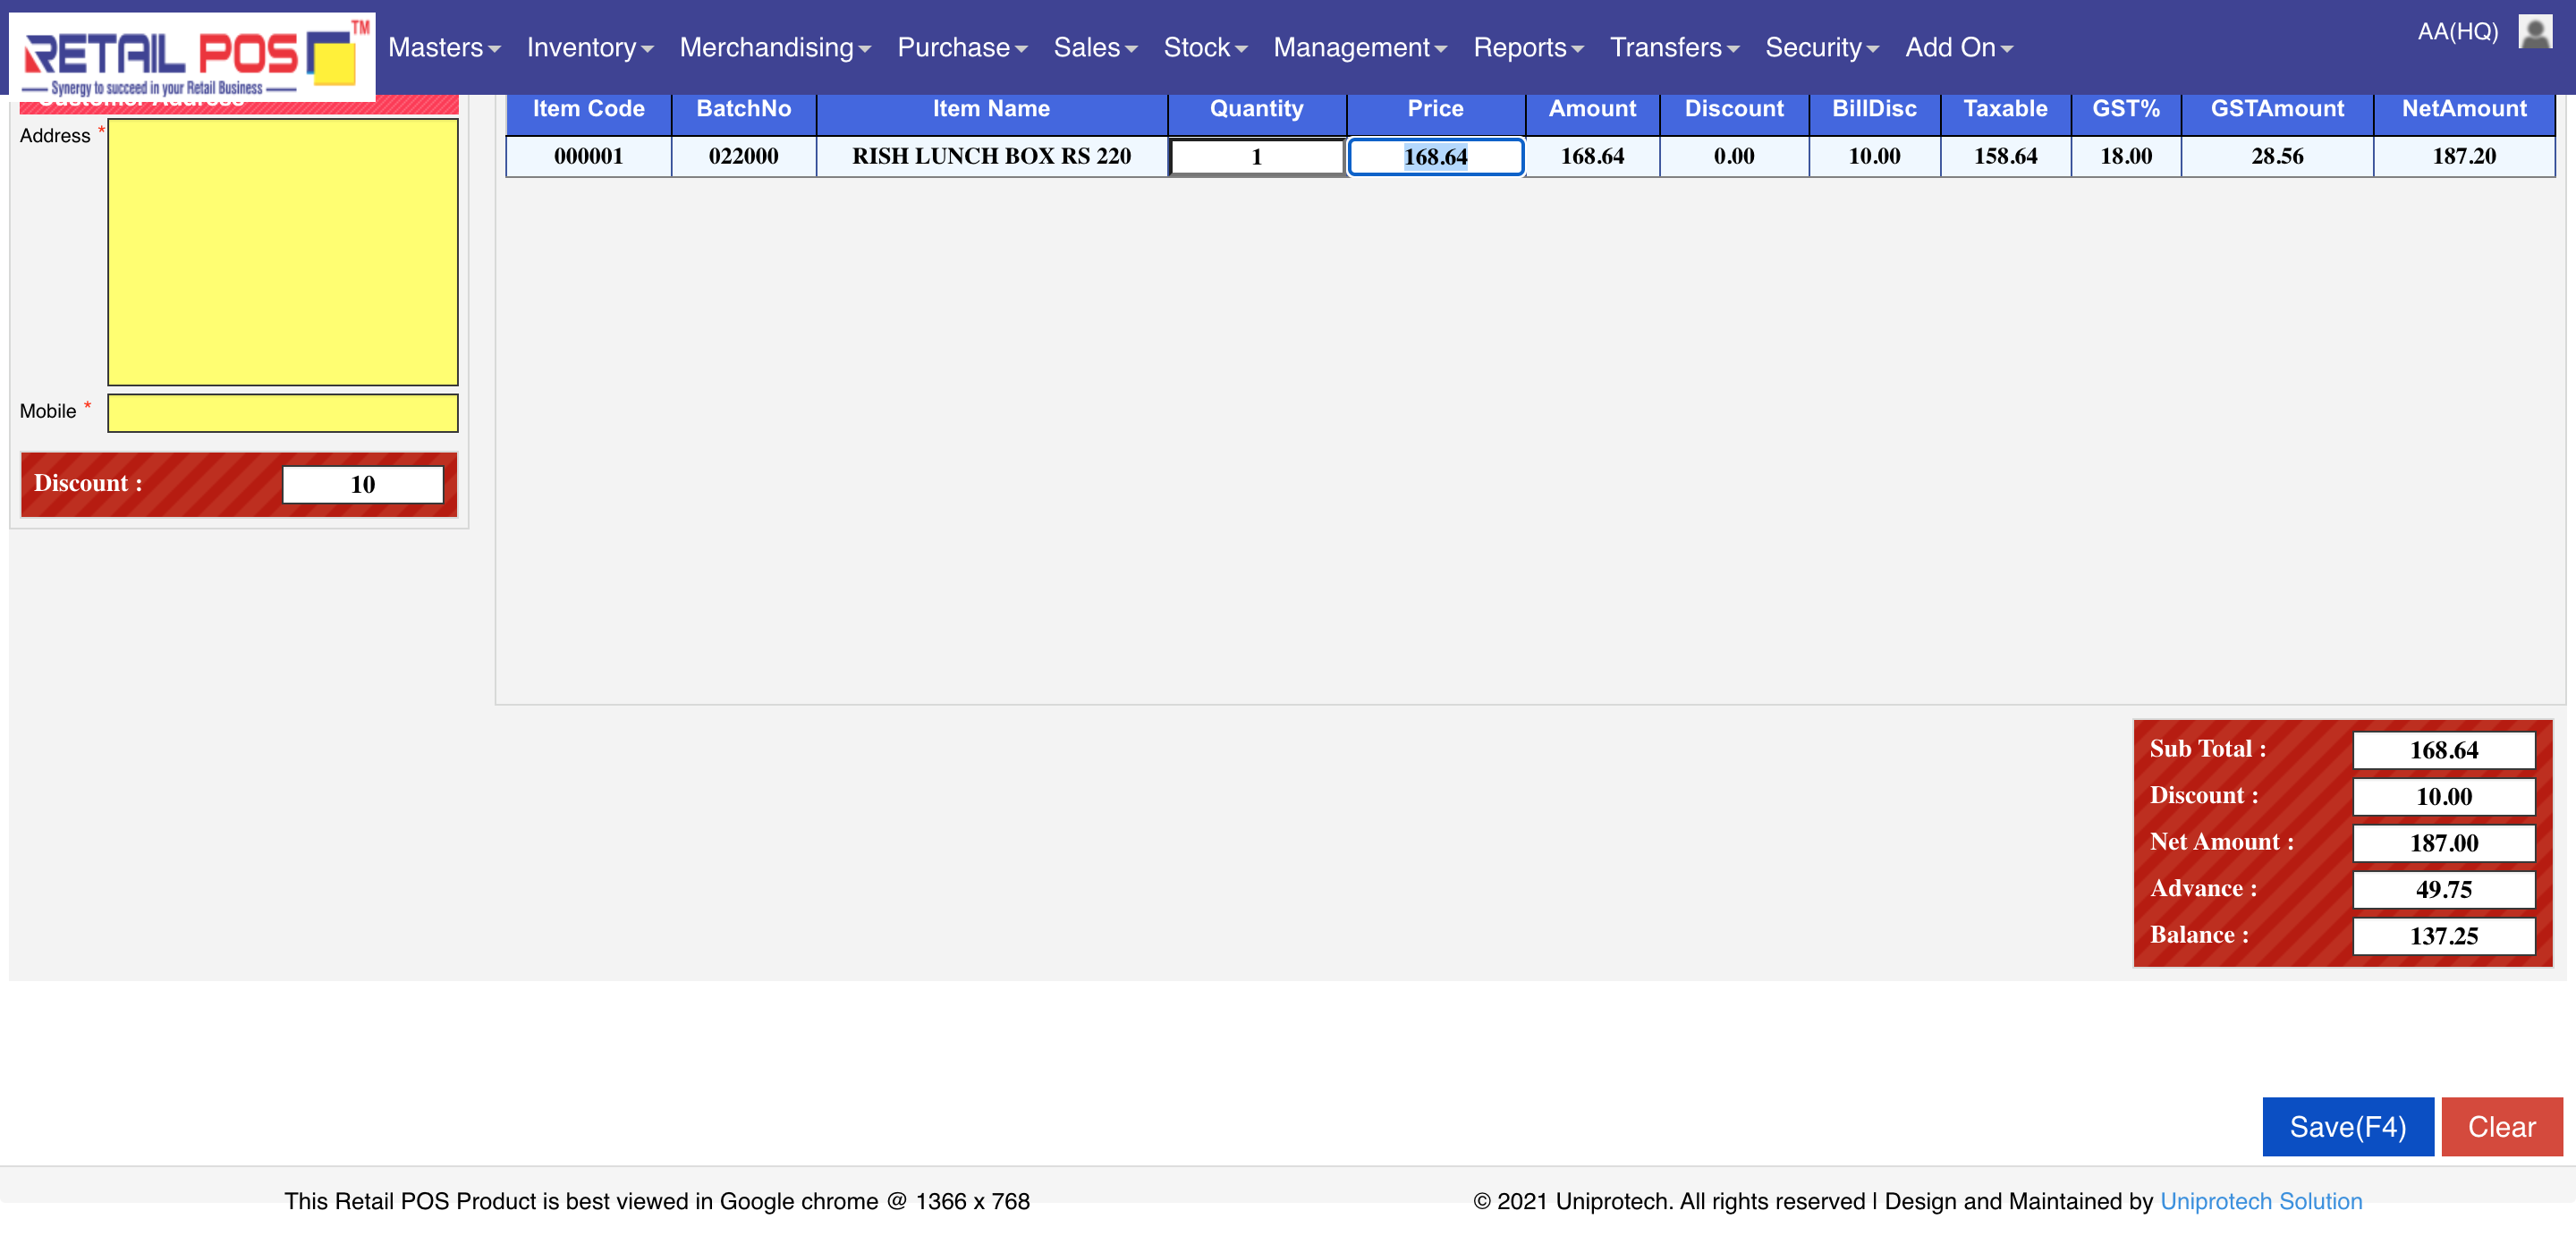 RETAIL POS TM
Synergy to succeed in your Retail Business
Masters Inventory Merchandising Purchase Sales Stock Management Reports Transfers Security Add On
AA(HQ)
Customer Address
Address *
Mobile *
Discount : 10
Item Code BatchNo Item Name Quantity Price Amount Discount BillDisc Taxable GST% GSTAmount NetAmount
000001 022000 RISH LUNCH BOX RS 220 1 168.64 168.64 0.00 10.00 158.64 18.00 28.56 187.20
Sub Total : 168.64
Discount : 10.00
Net Amount : 187.00
Advance : 49.75
Balance : 137.25
Save(F4) Clear
This Retail POS Product is best viewed in Google chrome @ 1366 x 768
© 2021 Uniprotech. All rights reserved | Design and Maintained by Uniprotech Solution